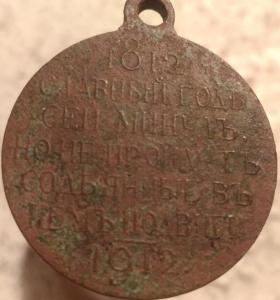 1812
СЛАВНЫЙ ГОДЪ
СЕЙ МИНУЛЪ,
НО НЕ ПРОЙДУТЪ
СОДѢЯННЫЕ ВЪ
НЕМЪ ПОДВИГИ
1912